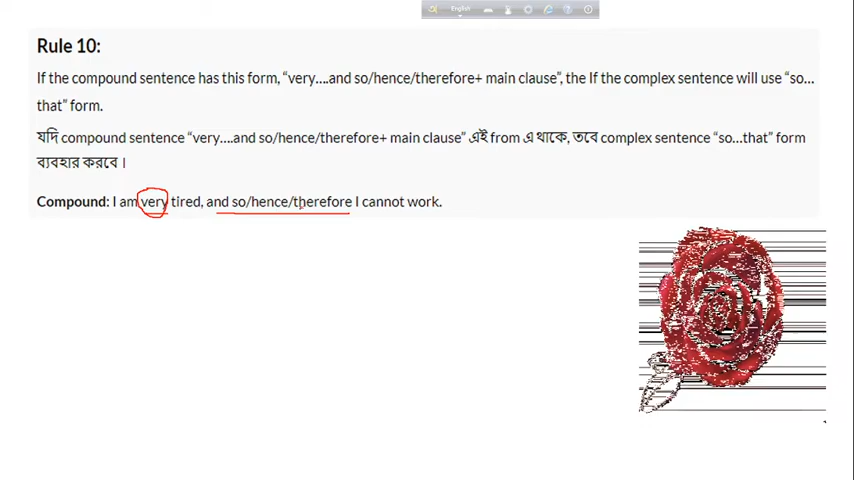 English
Rule 10:
If the compound sentence has this form, “very....and so/hence/therefore+ main clause”, the If the complex sentence will use “so...
that” form.
যদি compound sentence “very....and so/hence/therefore+ main clause” এই from এ থাকে, তবে complex sentence “so...that” form
ব্যবহার করবে ।
Compound: I am very tired, and so/hence/therefore I cannot work.